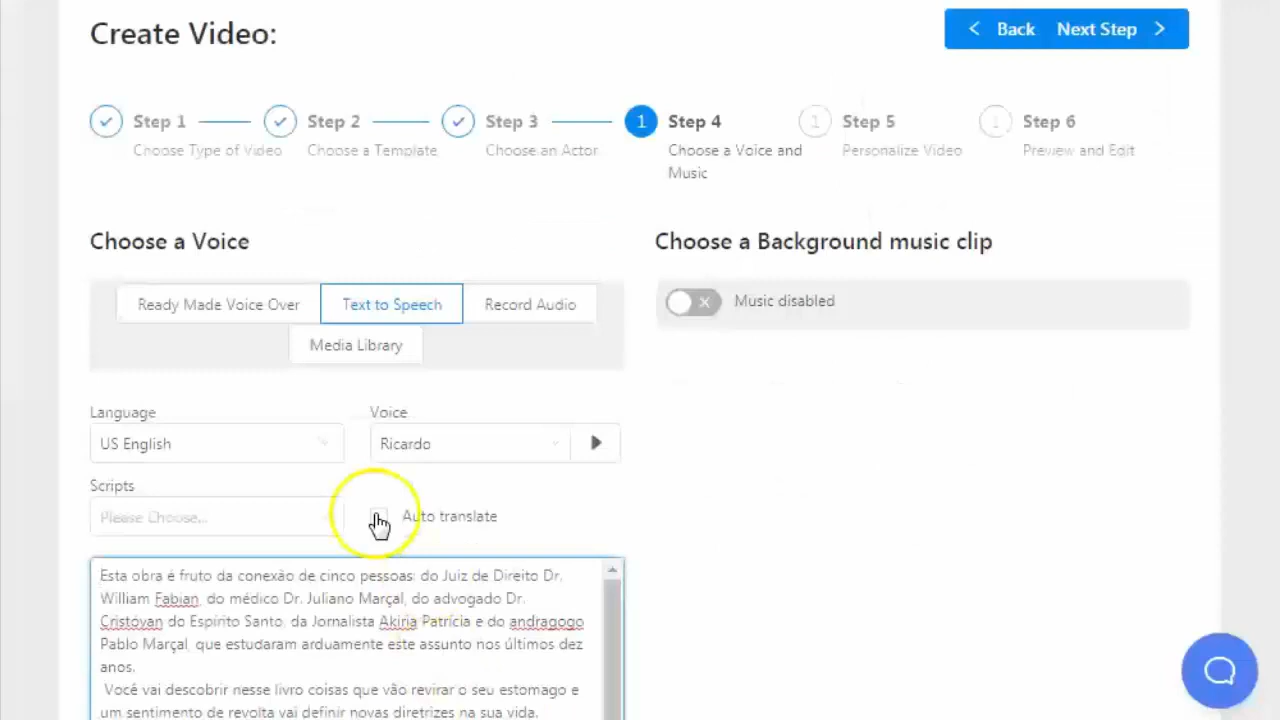 Create Video:
Back Next Step
Step 1 Step 2 Step 3 1 Step 4 1 Step 5 1 Step 6
Choose Type of Video Choose a Template Choose an Actor Choose a Voice and Music Personalize Video Preview and Edit
Choose a Voice
Choose a Background music clip
Ready Made Voice Over Text to Speech Record Audio
Media Library
Music disabled
Language Voice
US English Ricardo
Scripts
Please Choose... Auto translate
Esta obra é fruto da conexão de cinco pessoas: do Juiz de Direito Dr.
William Fabian, do médico Dr. Juliano Marçal, do advogado Dr.
Cristóvan do Espírito Santo, da Jornalista Akiria Patrícia e do andragogo
Pablo Marçal, que estudaram arduamente este assunto nos últimos dez
anos.
Você vai descobrir nesse livro coisas que vão revirar o seu estomago e
um sentimento de revolta vai definir novas diretrizes na sua vida.